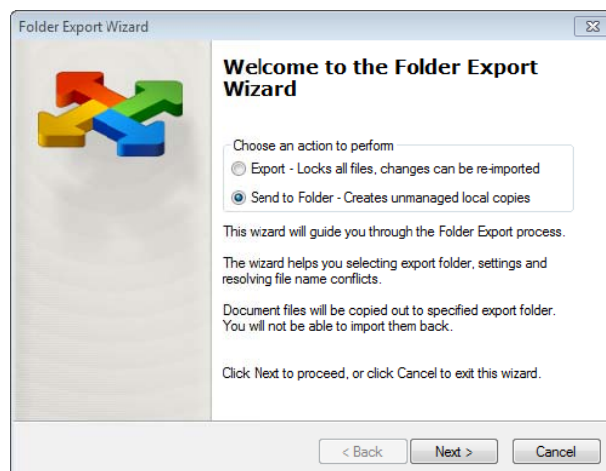 Folder Export Wizard
Welcome to the Folder Export
Wizard
Choose an action to perform
Export - Locks all files, changes can be re-imported
Send to Folder - Creates unmanaged local copies
This wizard will guide you through the Folder Export process.
The wizard helps you selecting export folder, settings and
resolving file name conflicts.
Document files will be copied out to specified export folder.
You will not be able to import them back.
Click Next to proceed, or click Cancel to exit this wizard.
< Back
Next >
Cancel